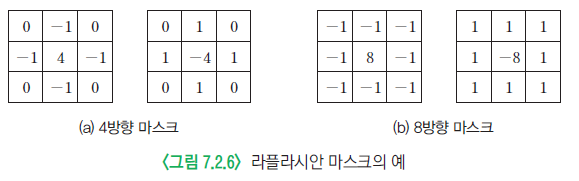 0 −1 0 0 1 0 −1 −1 −1 1 1 1
−1 4 −1 1 −4 1 −1 8 −1 1 −8 1
0 −1 0 0 1 0 −1 −1 −1 1 1 1
(a) 4방향 마스크 (b) 8방향 마스크
〈그림 7.2.6〉 라플라시안 마스크의 예